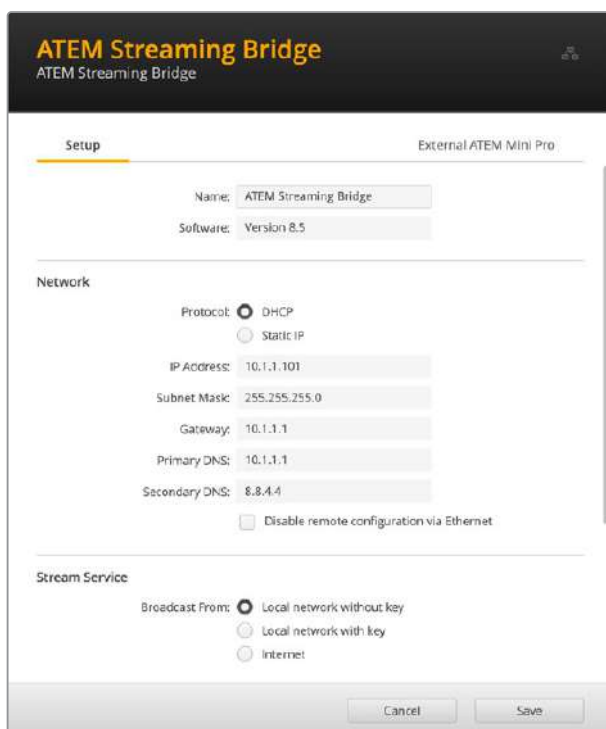 ATEM Streaming Bridge
ATEM Streaming Bridge
Setup External ATEM Mini Pro
Name: ATEM Streaming Bridge
Software: Version 8.5
Network
Protocol: DHCP
Static IP
IP Address: 10.1.1.101
Subnet Mask: 255.255.255.0
Gateway: 10.1.1.1
Primary DNS: 10.1.1.1
Secondary DNS: 8.8.4.4
Disable remote configuration via Ethernet
Stream Service
Broadcast From: Local network without key
Local network with key
Internet
Cancel Save